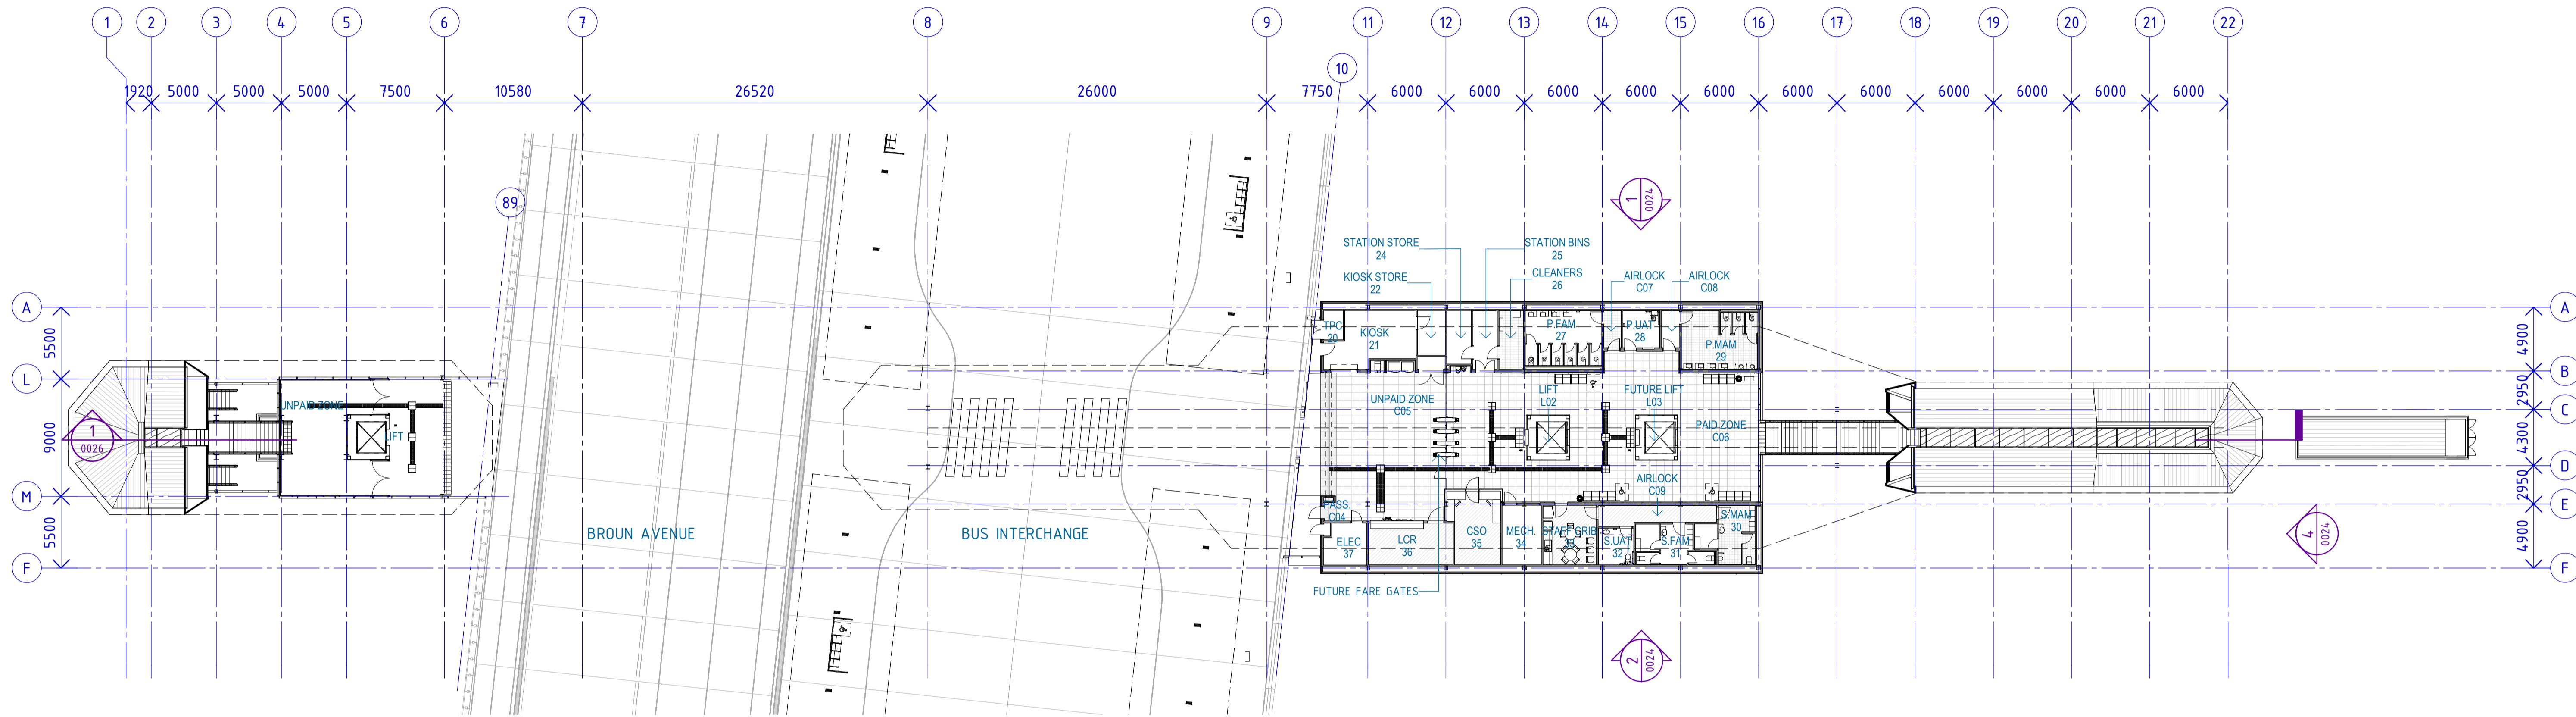 1 2 3 4 5 6 7 8 9 11 12 13 14 15 16 17 18 19 20 21 22
10
1920 5000 5000 5000 7500 10580 26520 26000 7750 6000 6000 6000 6000 6000 6000 6000 6000 6000 6000 6000
89
1
0024
STATION STORE
24
STATION BINS
25
KIOSK STORE
22
CLEANERS
26
AIRLOCK
C07
AIRLOCK
C08
A
A
5500
4900
TPC
20
KIOSK
21
P.FAM
27
P.UAT
28
P.MAM
29
L
B
UNPAID ZONE
UNPAID ZONE
C05
LIFT
L02
FUTURE LIFT
L03
2950
C
9000
1
0026
LIFT
PAID ZONE
C06
4300
D
AIRLOCK
C09
2950
M
E
PASS.
C04
S.MAM
30
BROUN AVENUE
BUS INTERCHANGE
ELEC
37
LCR
36
CSO
35
MECH.
34
STAFF CRIB
33
S.UAT
32
S.FAM
31
4
0024
5500
4900
F
F
FUTURE FARE GATES
2
0024